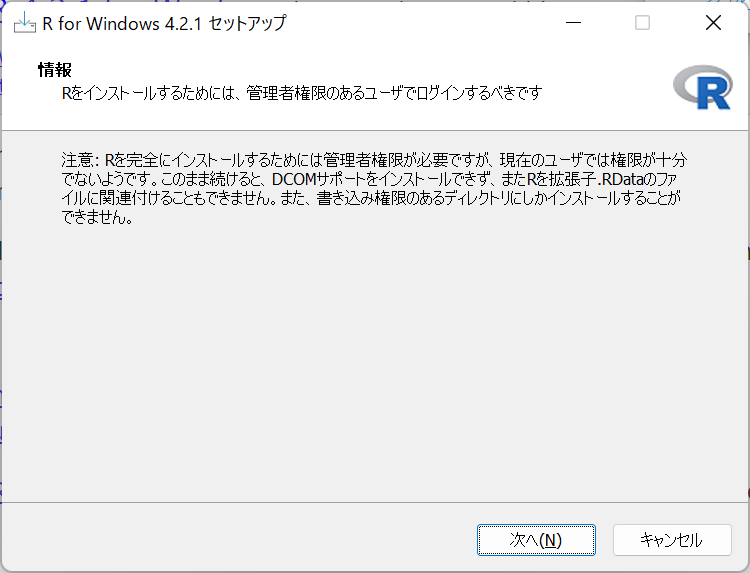 R for Windows 4.2.1 セットアップ
情報
Rをインストールするためには、管理者権限のあるユーザでログインするべきです
R
注意: Rを完全にインストールするためには管理者権限が必要ですが、現在のユーザでは権限が十分
でないようです。このまま続けると、DCOMサポートをインストールできず、またRを拡張子.RDataのファ
イルに関連付けることもできません。また、書き込み権限のあるディレクトリにしかインストールすることが
できません。
次へ(N)
キャンセル